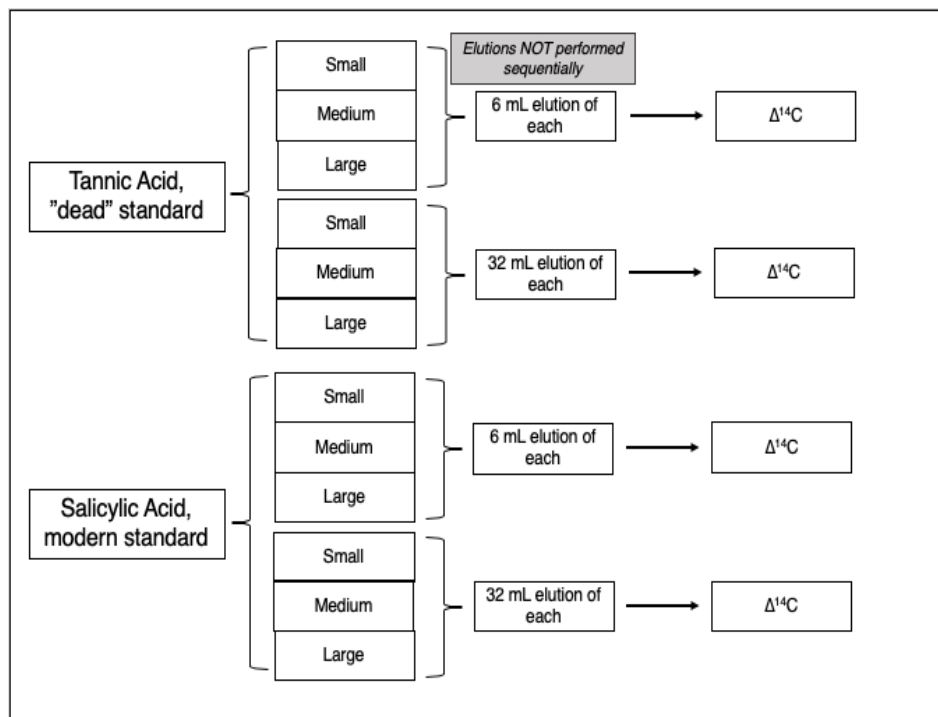 Elutions NOT performed
sequentially
Small
Medium
Large
6 mL elution of
each
Δ¹⁴C
Tannic Acid,
”dead” standard
Small
Medium
Large
32 mL elution of
each
Δ¹⁴C
Small
Medium
Large
6 mL elution of
each
Δ¹⁴C
Salicylic Acid,
modern standard
Small
Medium
Large
32 mL elution of
each
Δ¹⁴C